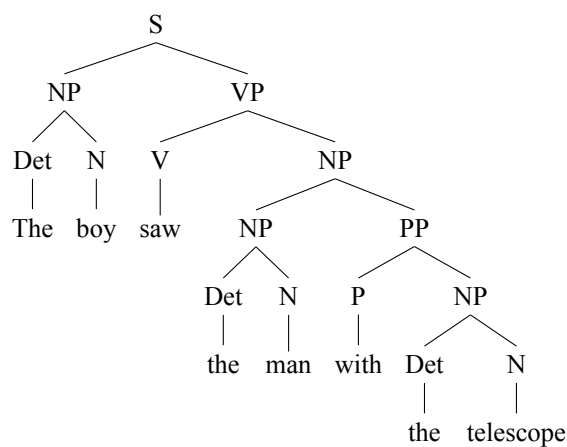 S
NP VP
Det N V NP
The boy saw NP PP
Det N P NP
the man with Det N
the telescope